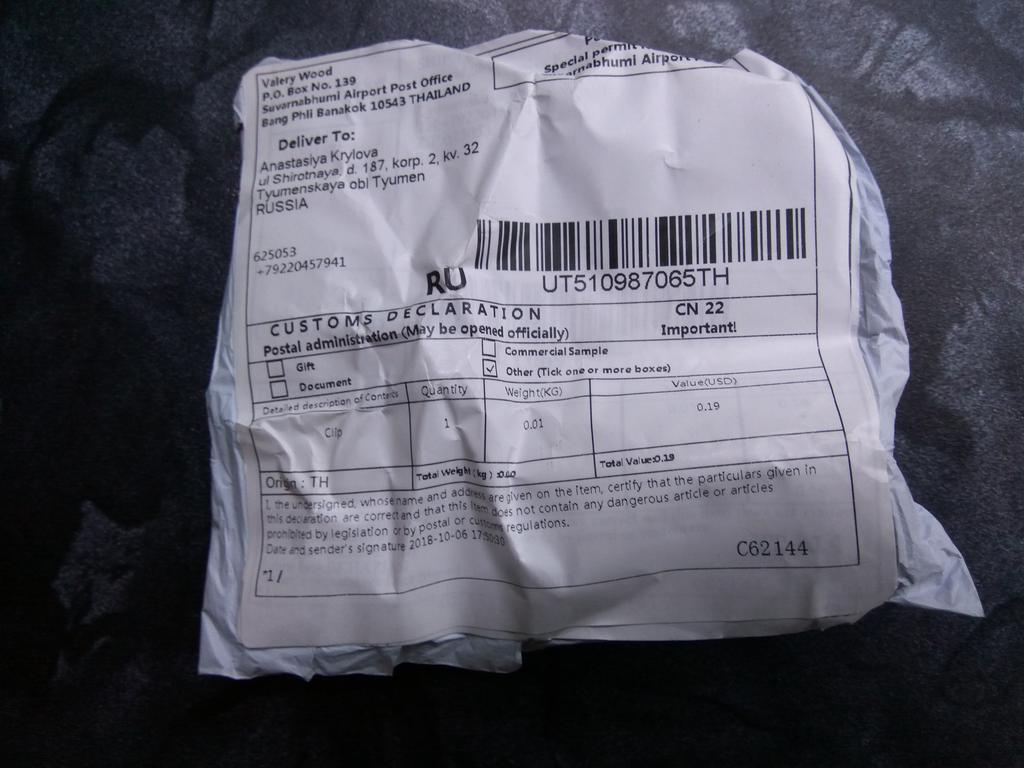 Valery Wood
P.O. Box No. 139
Suvarnabhumi Airport Post Office
Bang Phli Banakok 10543 THAILAND
Special permit
Airport
Deliver To:
Anastasiya Krylova
ul Shirotnaya, d. 187, korp. 2, kv. 32
Tyumenskaya obl Tyumen
RUSSIA
625053
+79220457941
RU
UT510987065TH
CUSTOMS DECLARATION
CN 22
Postal administration (May be opened officially)
Important!
Gift
Commercial Sample
Document
Other (Tick one or more boxes)
Detailed description of Contents
Quantity
Weight(KG)
Value(USD)
Clip
1
0.01
0.19
Origin : TH
Total Weight (kg) :0.10
Total Value:0.19
I, the undersigned, whose name and address are given on the item, certify that the particulars given in
this declaration are correct and that this item does not contain any dangerous article or articles
prohibited by legislation or by postal or customs regulations.
Date and sender's signature 2018-10-06 17:50:30
C62144
*1 /